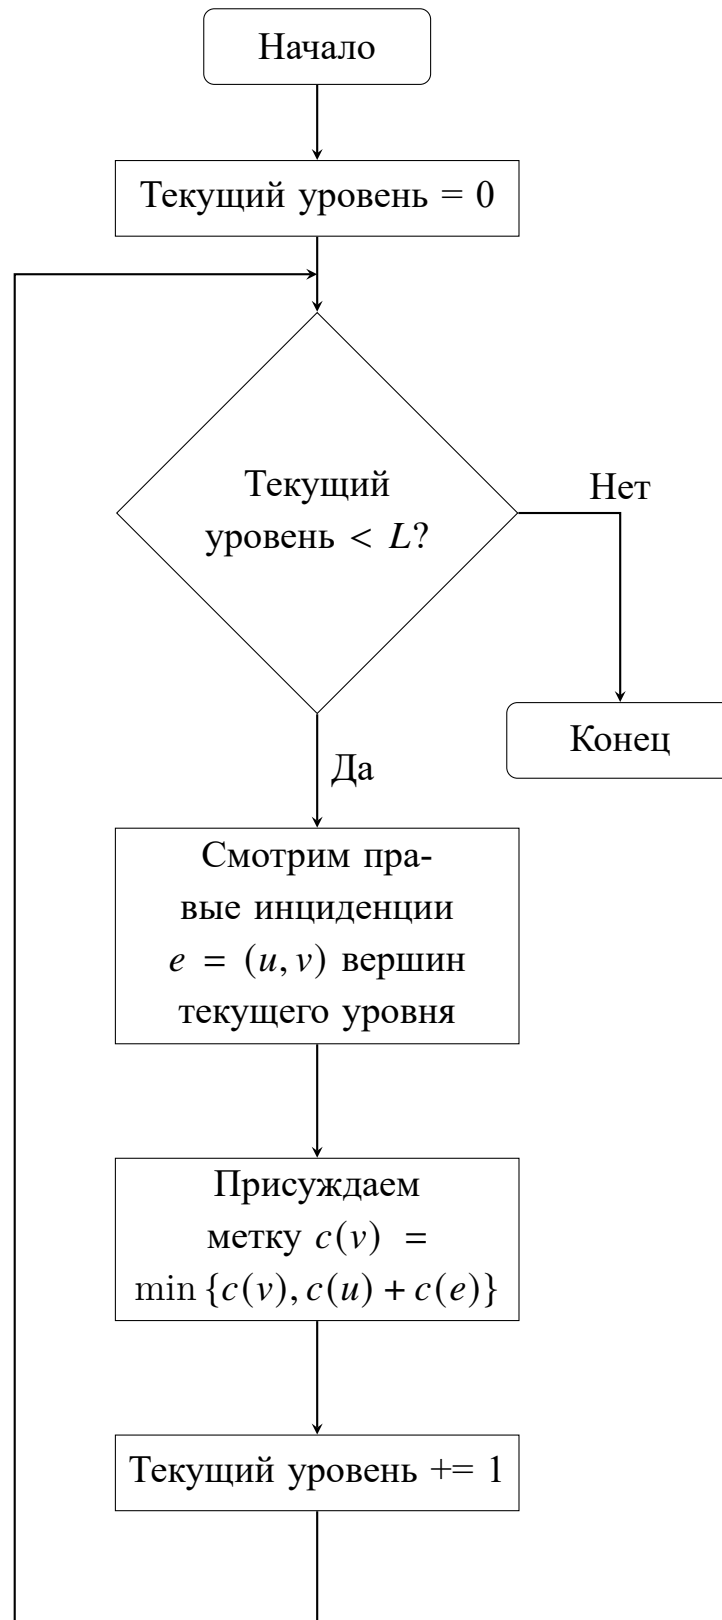 Начало
Текущий уровень = 0
Текущий
уровень < L?
Нет
Конец
Да
Смотрим пра-
вые инциденции
e = (u, v) вершин
текущего уровня
Присуждаем
метку c(v) =
min {c(v), c(u) + c(e)}
Текущий уровень += 1